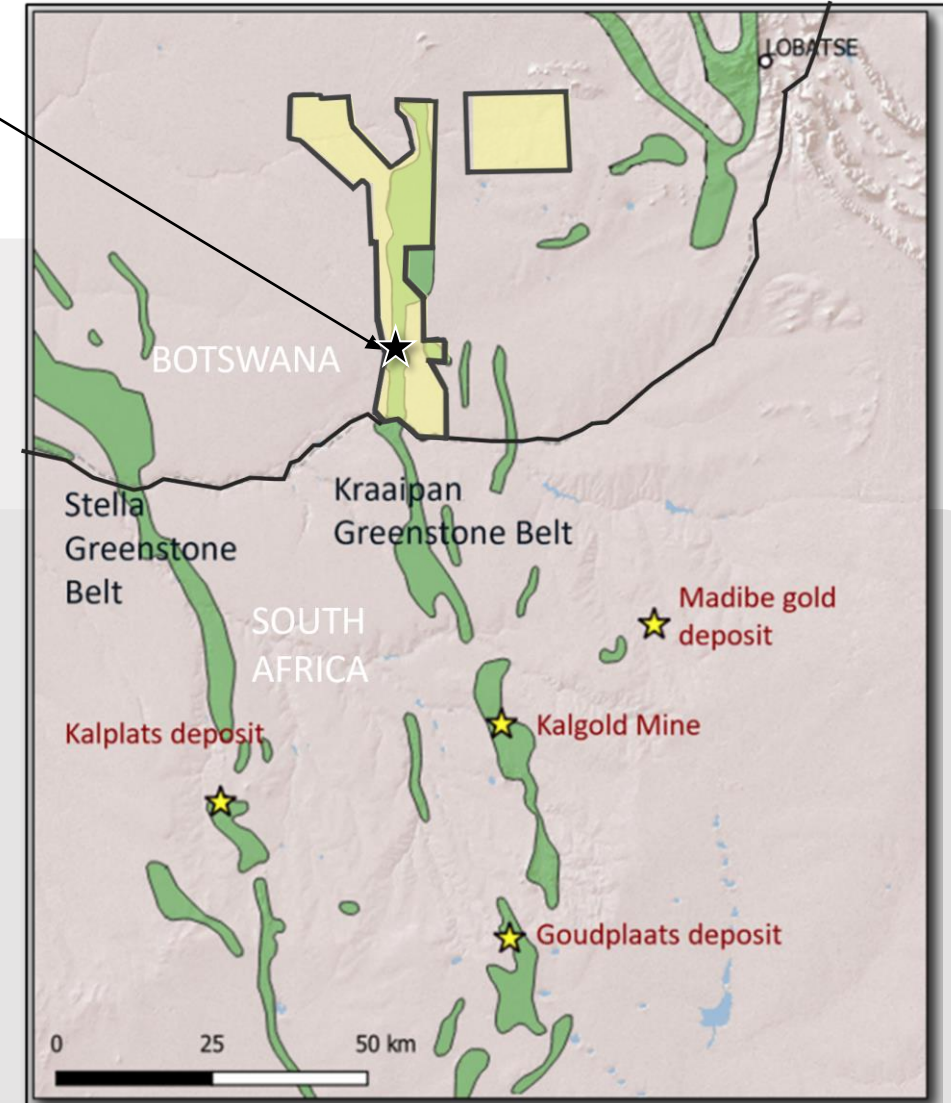 LOBATSE
BOTSWANA
Stella
Greenstone
Belt
Kraaipan
Greenstone Belt
SOUTH
AFRICA
Madibe gold
deposit
Kalplats deposit
Kalgold Mine
Goudplaats deposit
0 25 50 km